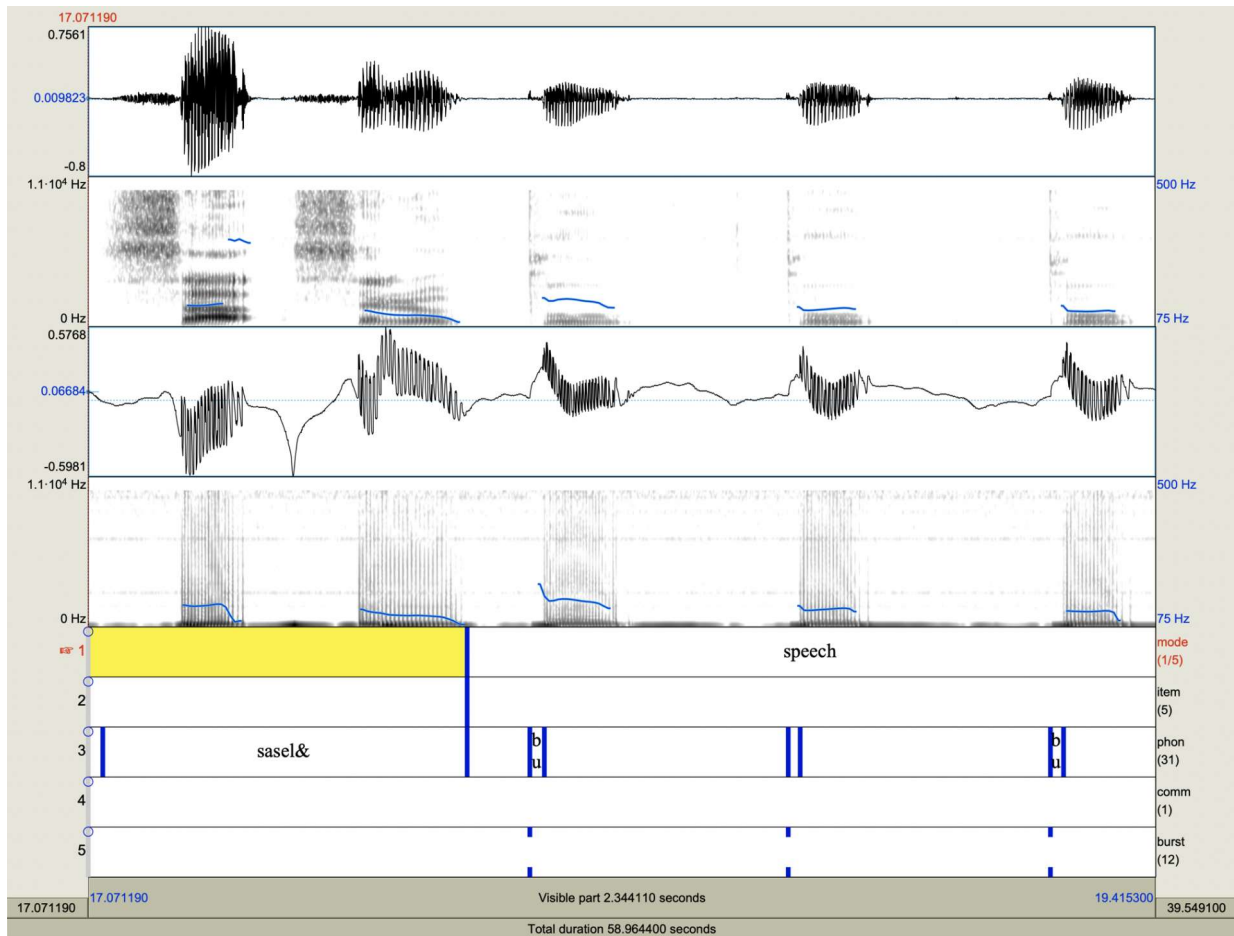 17.071190
0.7561
0.009823
-0.8
1.1·10⁴ Hz 500 Hz
0 Hz 75 Hz
0.5768
0.06684
-0.5981
1.1·10⁴ Hz 500 Hz
0 Hz 75 Hz
☞ 1 speech mode
(1/5)
2 item
(5)
3 sasel& b
u b
u phon
(31)
4 comm
(1)
5 burst
(12)
17.071190 Visible part 2.344110 seconds 19.415300
17.071190 39.549100
Total duration 58.964400 seconds